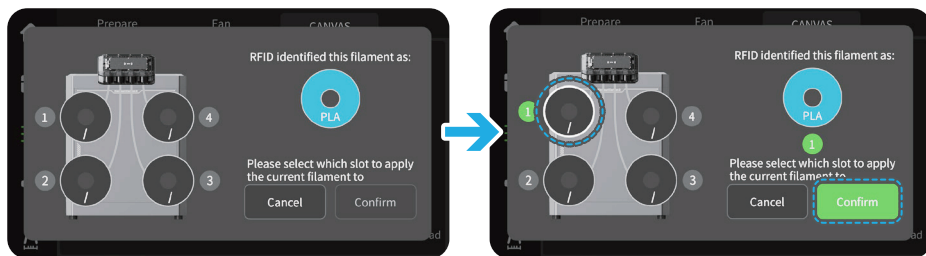 Prepare
Fan
CANVAS
RFID identified this filament as:
PLA
1
4
2
3
Please select which slot to apply
the current filament to
Cancel
Confirm
ad
Prepare
Fan
CANVAS
RFID identified this filament as:
PLA
1
1
4
2
3
Please select which slot to apply
the current filament to
Cancel
Confirm
ad